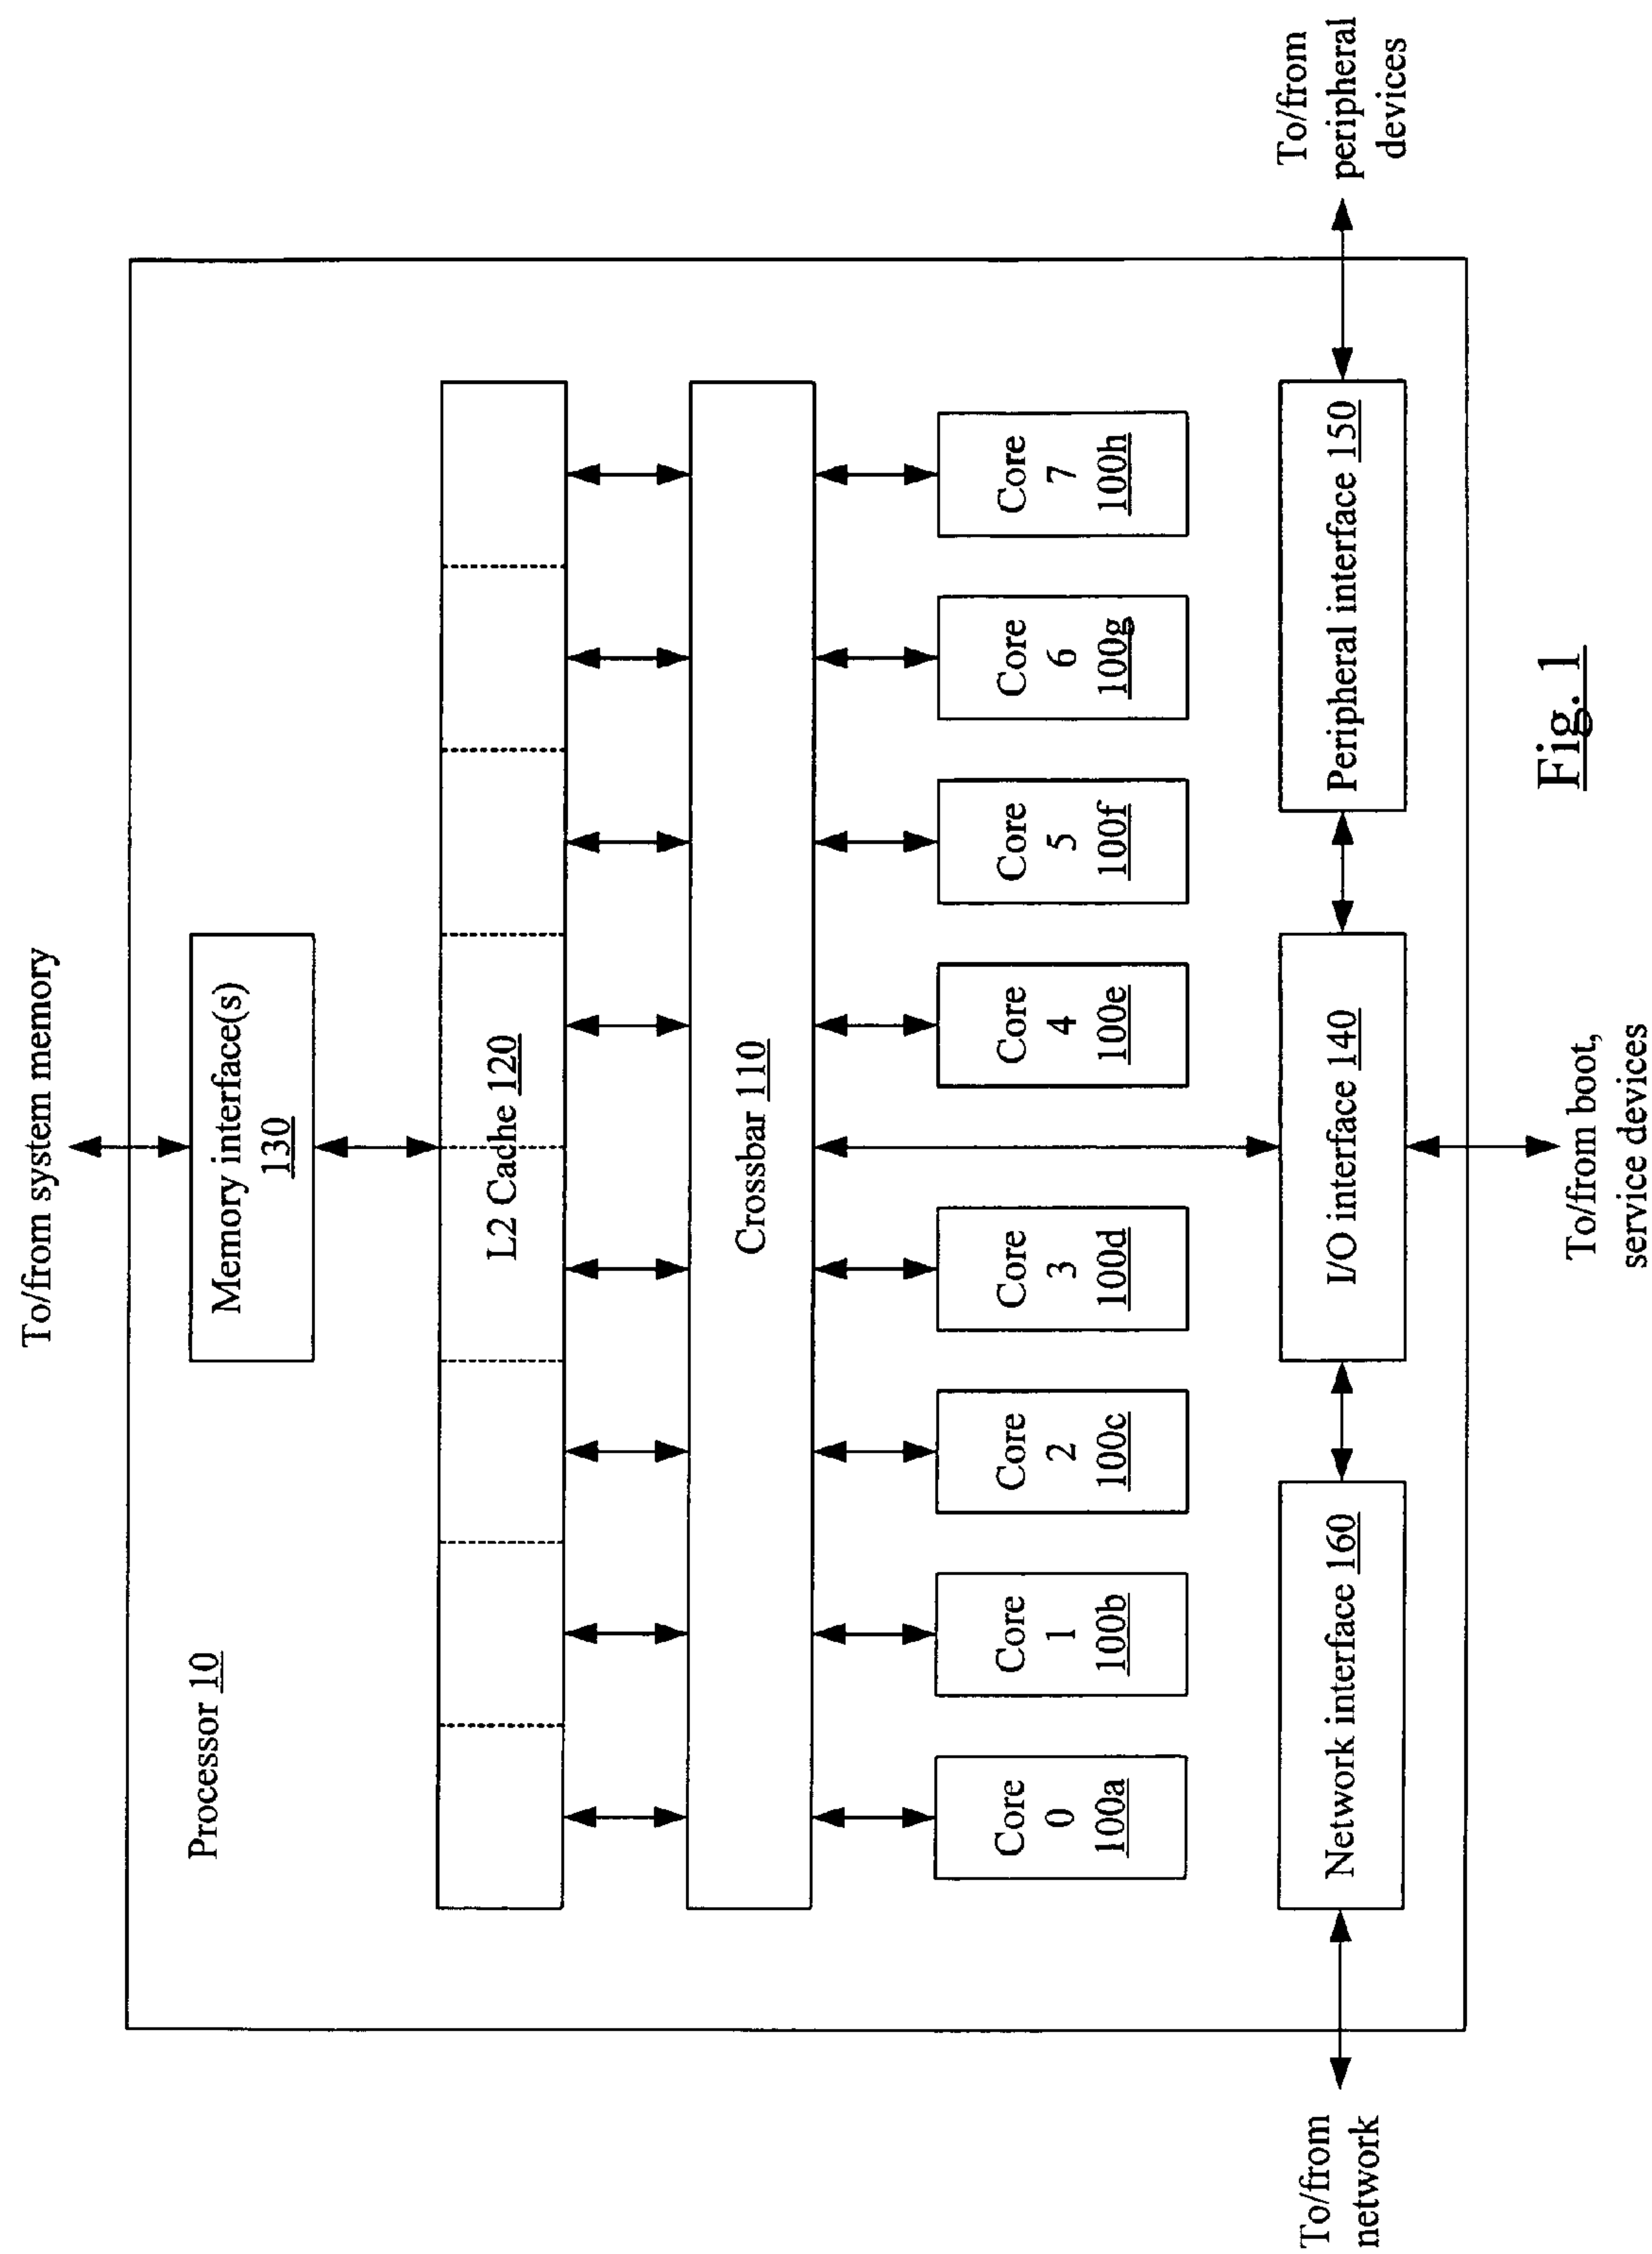 To/from system memory
Processor 10
Memory interface(s)
130
L2 Cache 120
Crossbar 110
Core
0
100a
Core
1
100b
Core
2
100c
Core
3
100d
Core
4
100e
Core
5
100f
Core
6
100g
Core
7
100h
To/from
network
Network interface 160
I/O interface 140
Peripheral interface 150
To/from
peripheral
devices
To/from boot,
service devices
Fig. 1